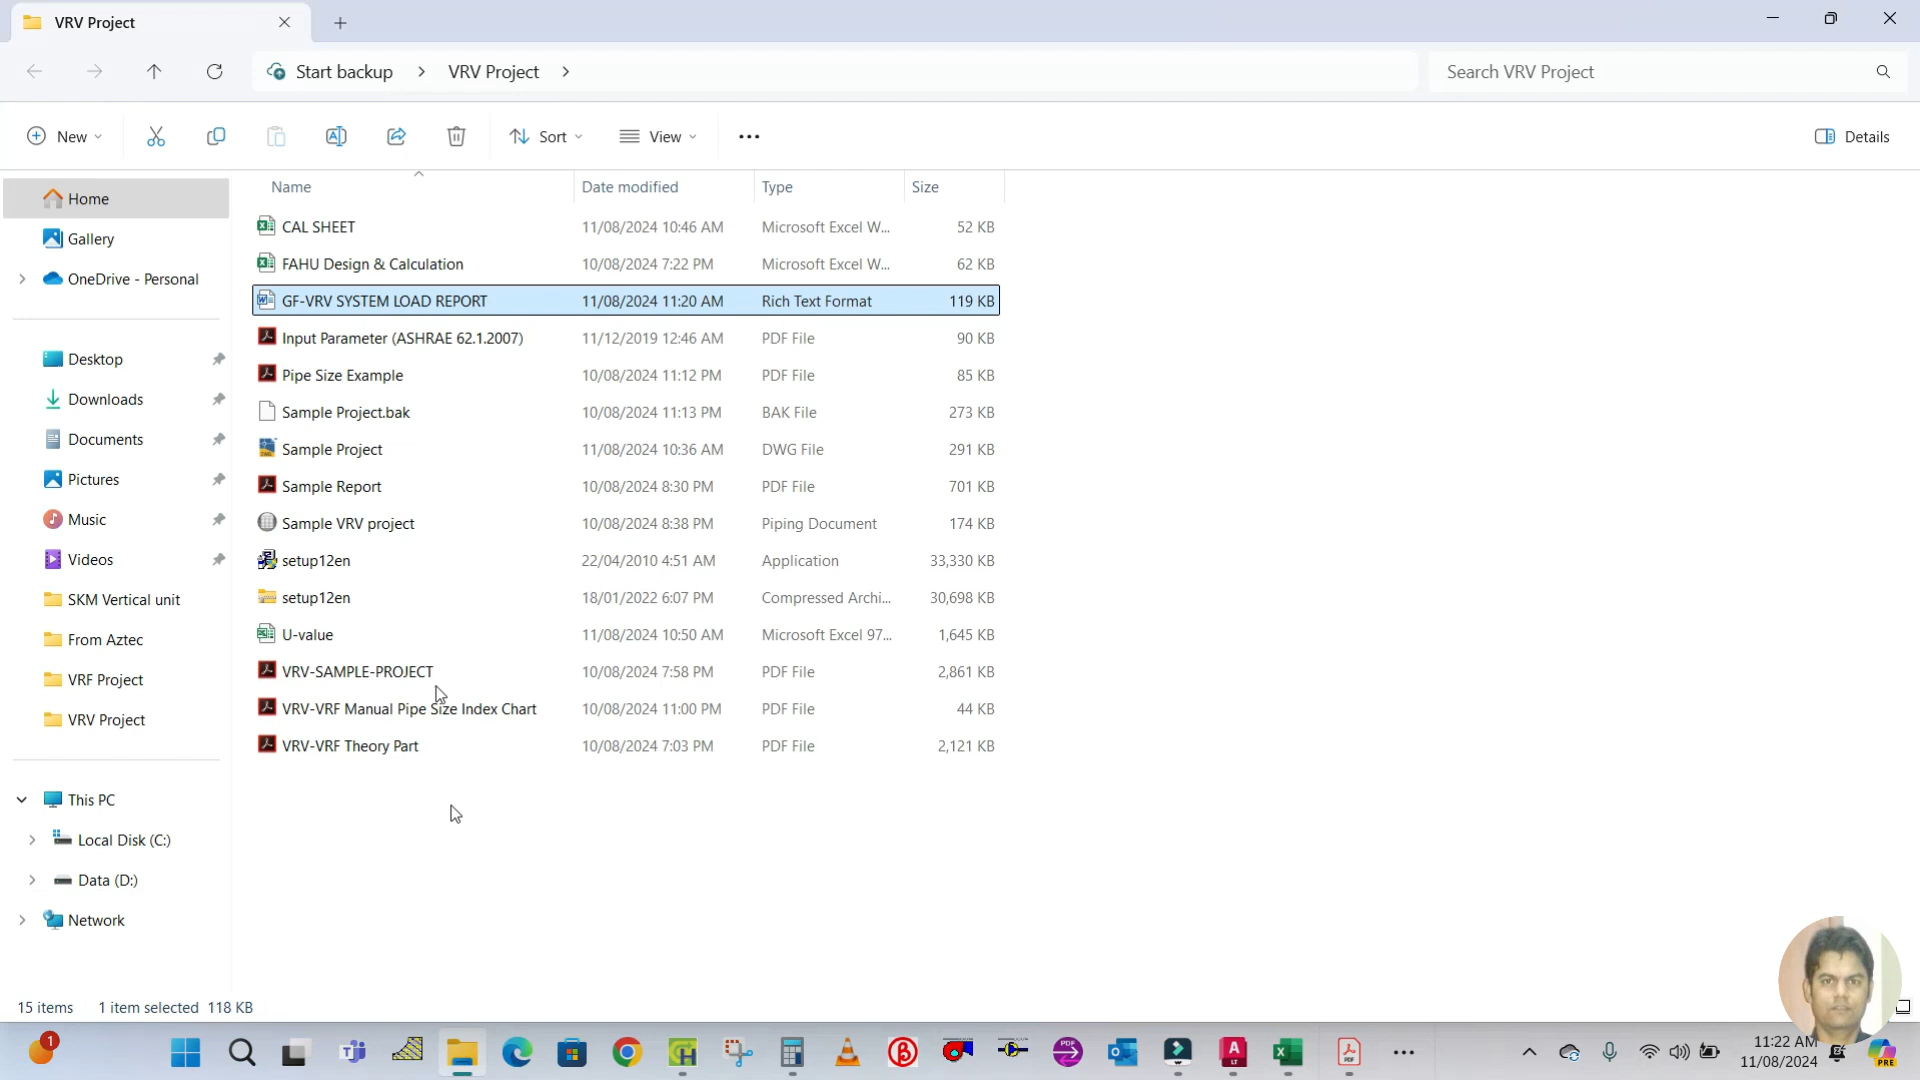 VRV Project
Start backup > VRV Project >
Search VRV Project
New
Sort
View
Details
Name Date modified Type Size
Home
Gallery
OneDrive - Personal
Desktop
Downloads
Documents
Pictures
Music
Videos
SKM Vertical unit
From Aztec
VRF Project
VRV Project
This PC
Local Disk (C:)
Data (D:)
Network
CAL SHEET 11/08/2024 10:46 AM Microsoft Excel W... 52 KB
FAHU Design & Calculation 10/08/2024 7:22 PM Microsoft Excel W... 62 KB
GF-VRV SYSTEM LOAD REPORT 11/08/2024 11:20 AM Rich Text Format 119 KB
Input Parameter (ASHRAE 62.1.2007) 11/12/2019 12:46 AM PDF File 90 KB
Pipe Size Example 10/08/2024 11:12 PM PDF File 85 KB
Sample Project.bak 10/08/2024 11:13 PM BAK File 273 KB
Sample Project 11/08/2024 10:36 AM DWG File 291 KB
Sample Report 10/08/2024 8:30 PM PDF File 701 KB
Sample VRV project 10/08/2024 8:38 PM Piping Document 174 KB
setup12en 22/04/2010 4:51 AM Application 33,330 KB
setup12en 18/01/2022 6:07 PM Compressed Archi... 30,698 KB
U-value 11/08/2024 10:50 AM Microsoft Excel 97... 1,645 KB
VRV-SAMPLE-PROJECT 10/08/2024 7:58 PM PDF File 2,861 KB
VRV-VRF Manual Pipe Size Index Chart 10/08/2024 11:00 PM PDF File 44 KB
VRV-VRF Theory Part 10/08/2024 7:03 PM PDF File 2,121 KB
15 items 1 item selected 118 KB
1
PDF
11:22 AM
11/08/2024
PRE